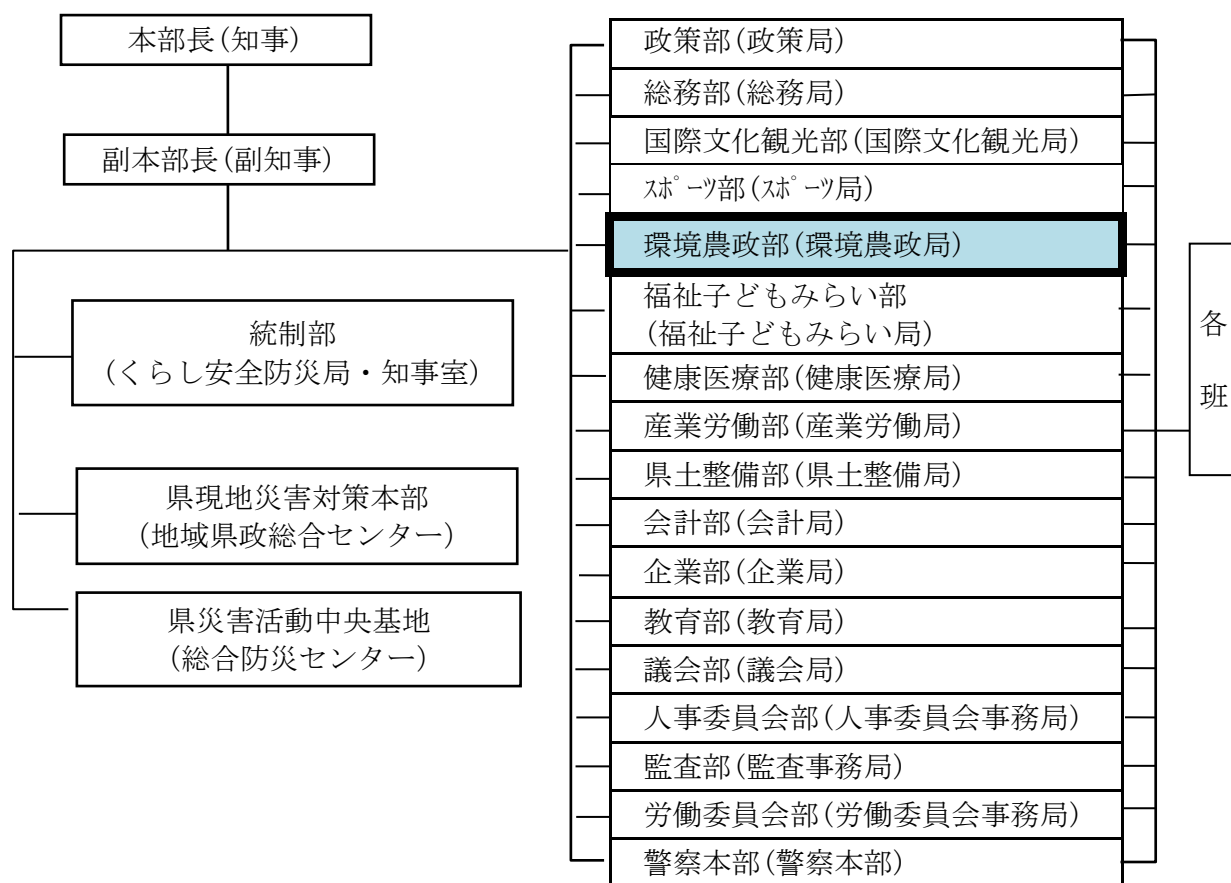 本部長(知事)
副本部長(副知事)
統制部
(くらし安全防災局・知事室)
県現地災害対策本部
(地域県政総合センター)
県災害活動中央基地
(総合防災センター)
政策部(政策局)
総務部(総務局)
国際文化観光部(国際文化観光局)
ｽﾎﾟｰﾂ部(ｽﾎﾟｰﾂ局)
環境農政部(環境農政局)
福祉子どもみらい部
(福祉子どもみらい局)
健康医療部(健康医療局)
産業労働部(産業労働局)
県土整備部(県土整備局)
会計部(会計局)
企業部(企業局)
教育部(教育局)
議会部(議会局)
人事委員会部(人事委員会事務局)
監査部(監査事務局)
労働委員会部(労働委員会事務局)
警察本部(警察本部)
各班